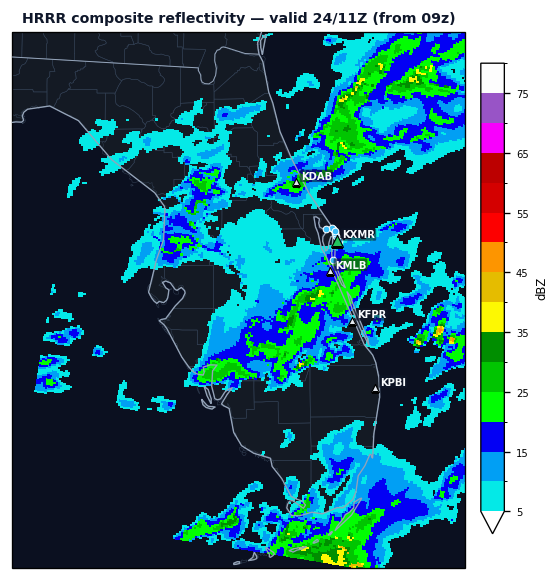 HRRR composite reflectivity — valid 24/11Z (from 09z)
KDAB
KXMR
KMLB
KFPR
KPBI
75
65
55
45
35
25
15
5
dBZ